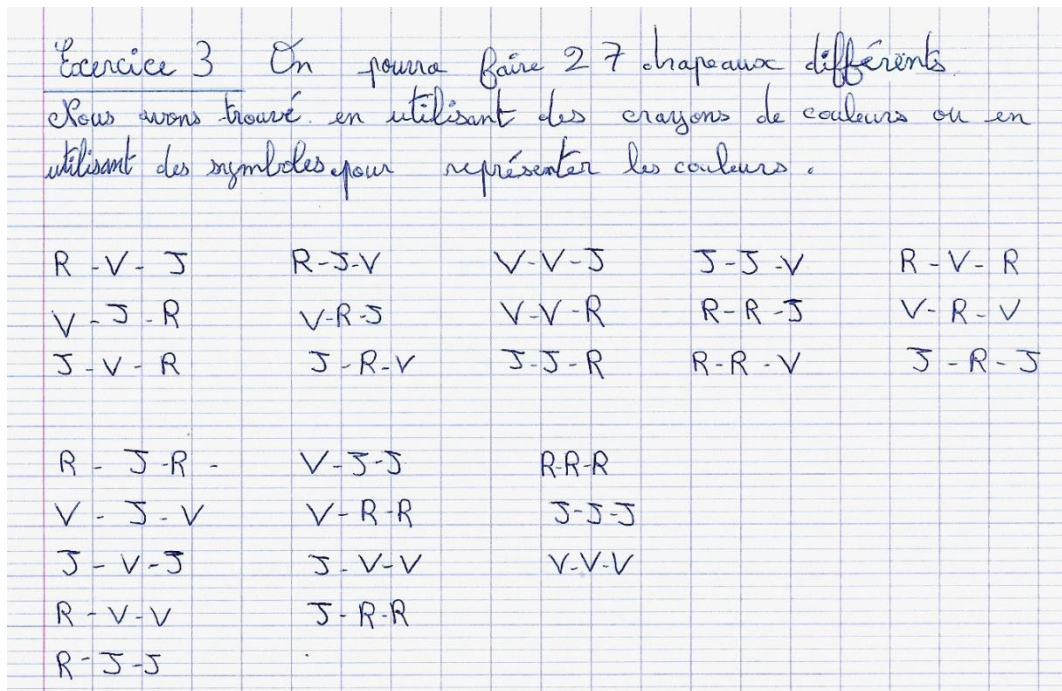 Exercice 3 On pourra faire 27 drapeaux différents
Nous avons trouvé en utilisant des crayons de couleurs ou en
utilisant des symboles pour représenter les couleurs.
R - V - J R - J - V V - V - J J - J - V R - V - R
V - J - R V - R - J V - V - R R - R - J V - R - V
J - V - R J - R - V J - J - R R - R - V J - R - J
R - J - R - V - J - J R - R - R
V - J - V V - R - R J - J - J
J - V - J J - V - V V - V - V
R - V - V J - R - R
R - J - J